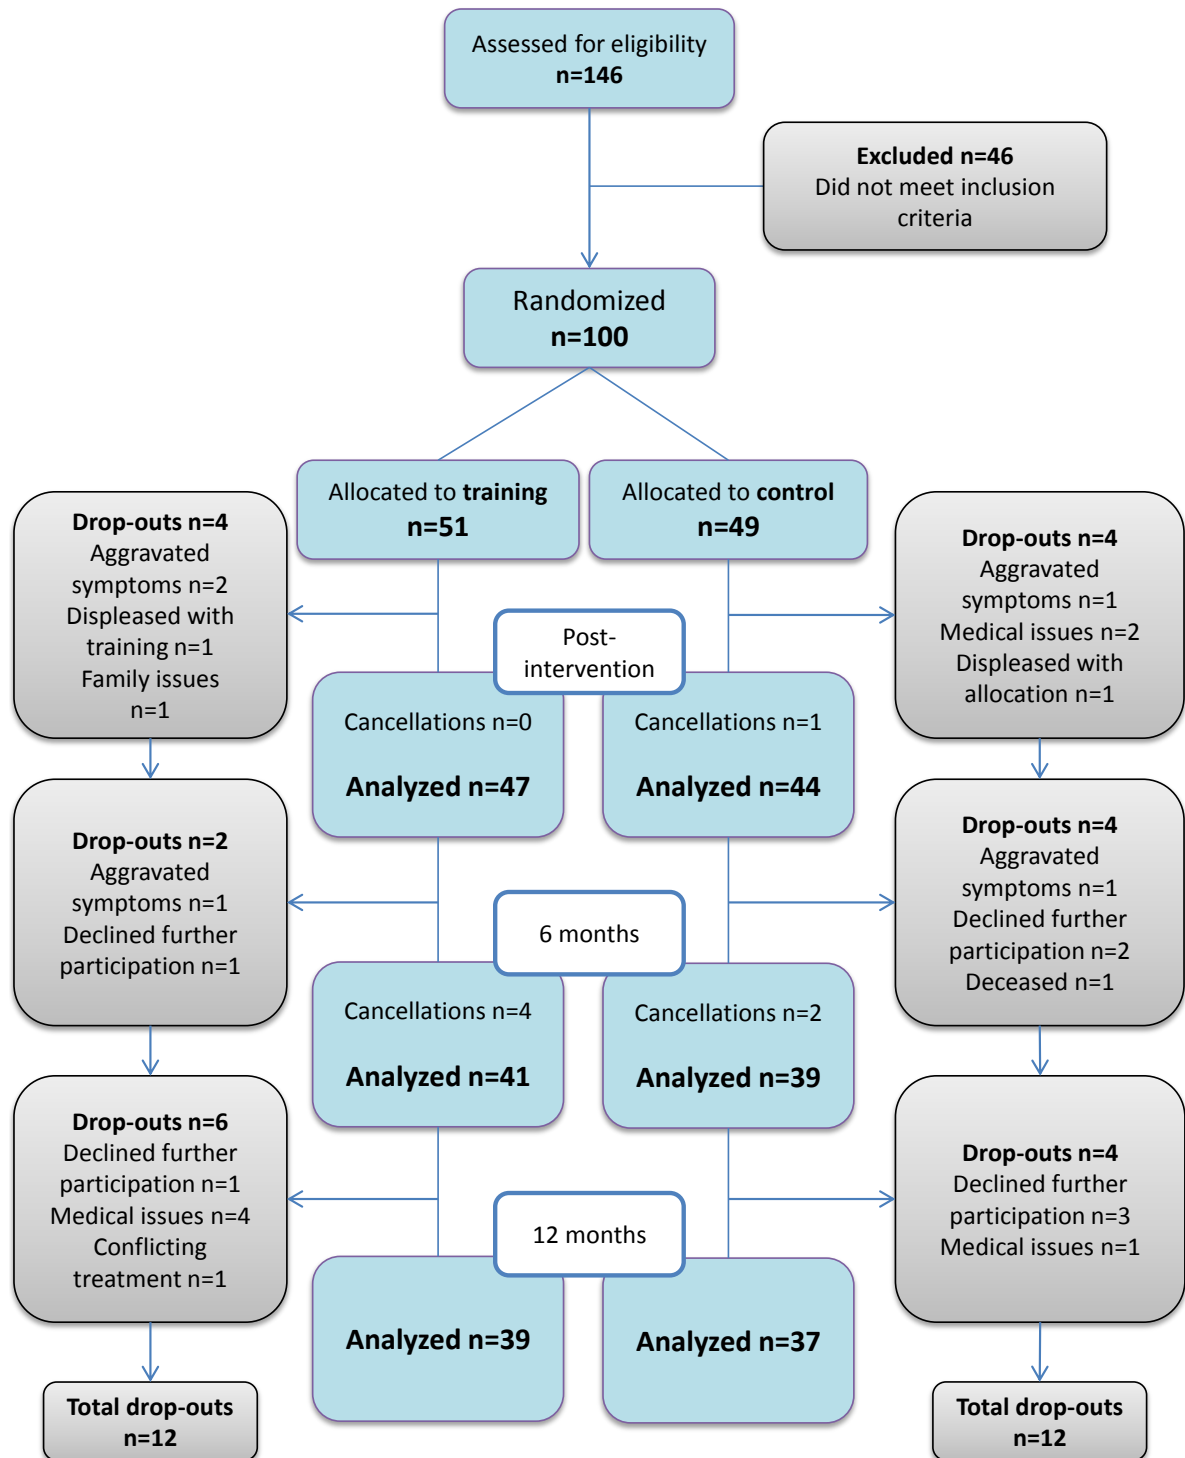 Assessed for eligibility
n=146
Excluded n=46
Did not meet inclusion
criteria
Randomized
n=100
Allocated to training
n=51
Allocated to control
n=49
Drop-outs n=4
Aggravated
symptoms n=2
Displeased with
training n=1
Family issues
n=1
Drop-outs n=4
Aggravated
symptoms n=1
Medical issues n=2
Displeased with
allocation n=1
Post-
intervention
Cancellations n=0
Analyzed n=47
Cancellations n=1
Analyzed n=44
Drop-outs n=2
Aggravated
symptoms n=1
Declined further
participation n=1
Drop-outs n=4
Aggravated
symptoms n=1
Declined further
participation n=2
Deceased n=1
6 months
Cancellations n=4
Analyzed n=41
Cancellations n=2
Analyzed n=39
Drop-outs n=6
Declined further
participation n=1
Medical issues n=4
Conflicting
treatment n=1
Drop-outs n=4
Declined further
participation n=3
Medical issues n=1
12 months
Analyzed n=39
Analyzed n=37
Total drop-outs
n=12
Total drop-outs
n=12